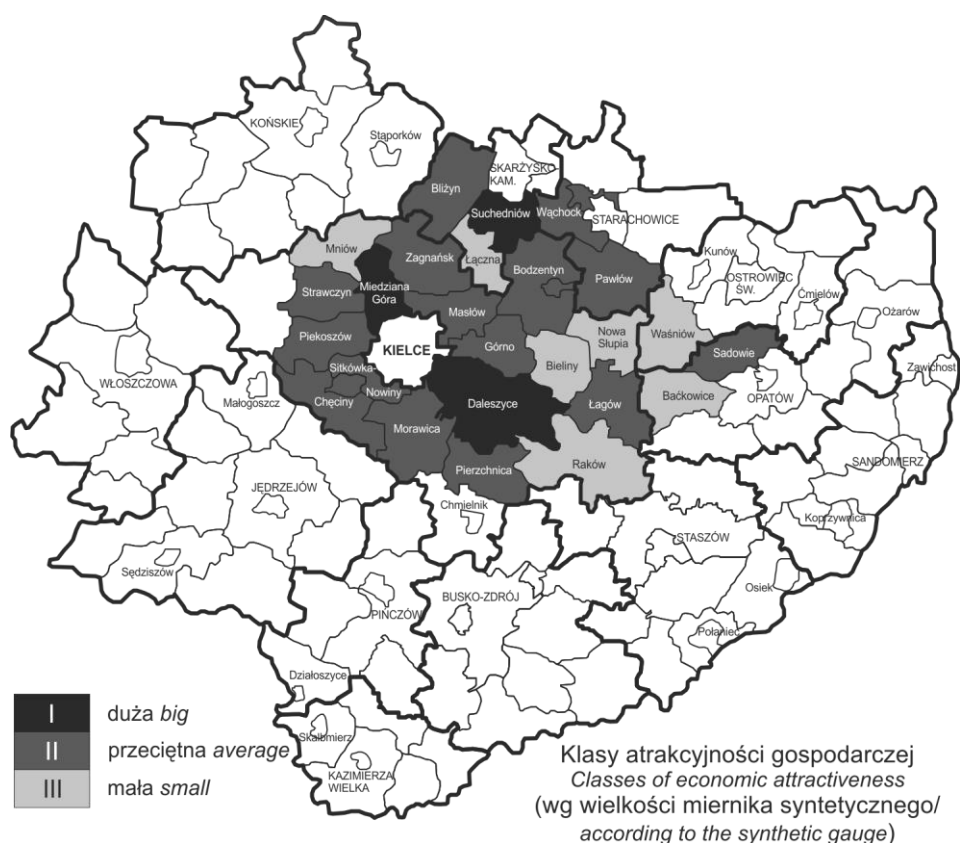 KOŃSKIE
Stąporków
SKARŻYSKO-
KAM.
Bliżyn
Suchedniów
Wąchock
STARACHOWICE
Mniów
Zagnańsk
Łączna
Bodzentyn
Pawłów
Kunów
OSTROWIEC
ŚW.
Ćmielów
Ożarów
Strawczyn
Miedziana
Góra
Masłów
Nowa
Słupia
Waśniów
Sadowie
Zawichost
Piekoszów
KIELCE
Górno
Bieliny
WŁOSZCZOWA
Małogoszcz
Sitkówka-
Nowiny
Chęciny
Daleszyce
Łagów
Baćkowice
OPATÓW
Morawica
Pierzchnica
Raków
SANDOMIERZ
JĘDRZEJÓW
Chmielnik
Koprzywnica
STASZÓW
Sędziszów
BUSKO-ZDRÓJ
Osiek
PIŃCZÓW
Połaniec
Działoszyce
Skalbmierz
KAZIMIERZA
WIELKA
I duża big
II przeciętna average
III mała small
Klasy atrakcyjności gospodarczej
Classes of economic attractiveness
(wg wielkości miernika syntetycznego/
according to the synthetic gauge)